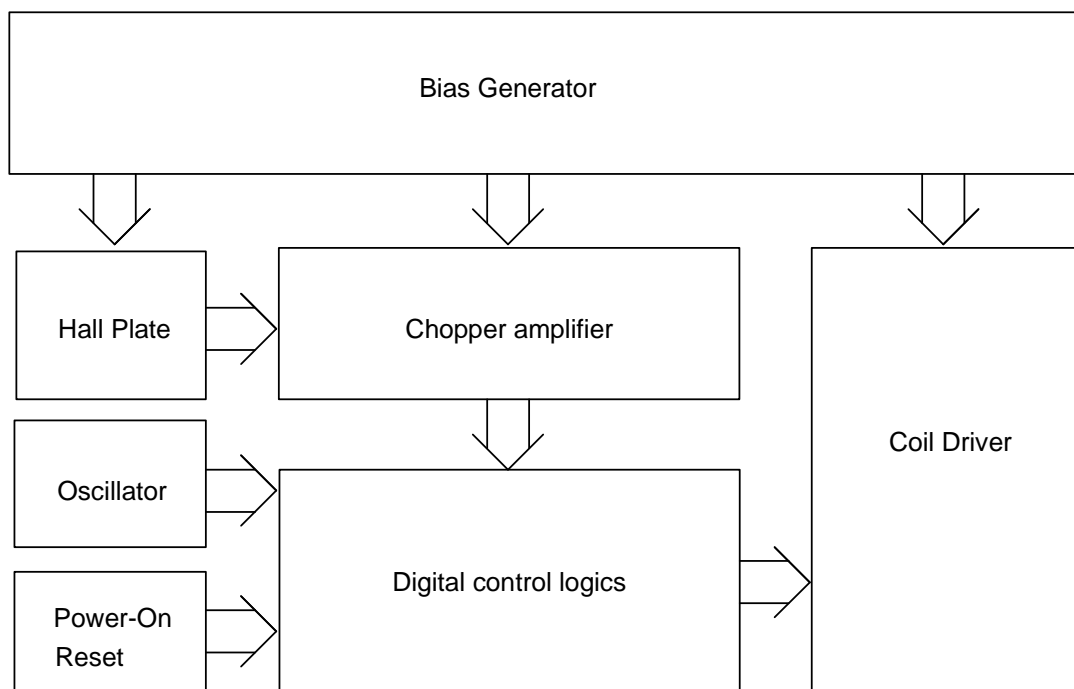 Bias Generator
Hall Plate
Chopper amplifier
Coil Driver
Oscillator
Digital control logics
Power-On
Reset